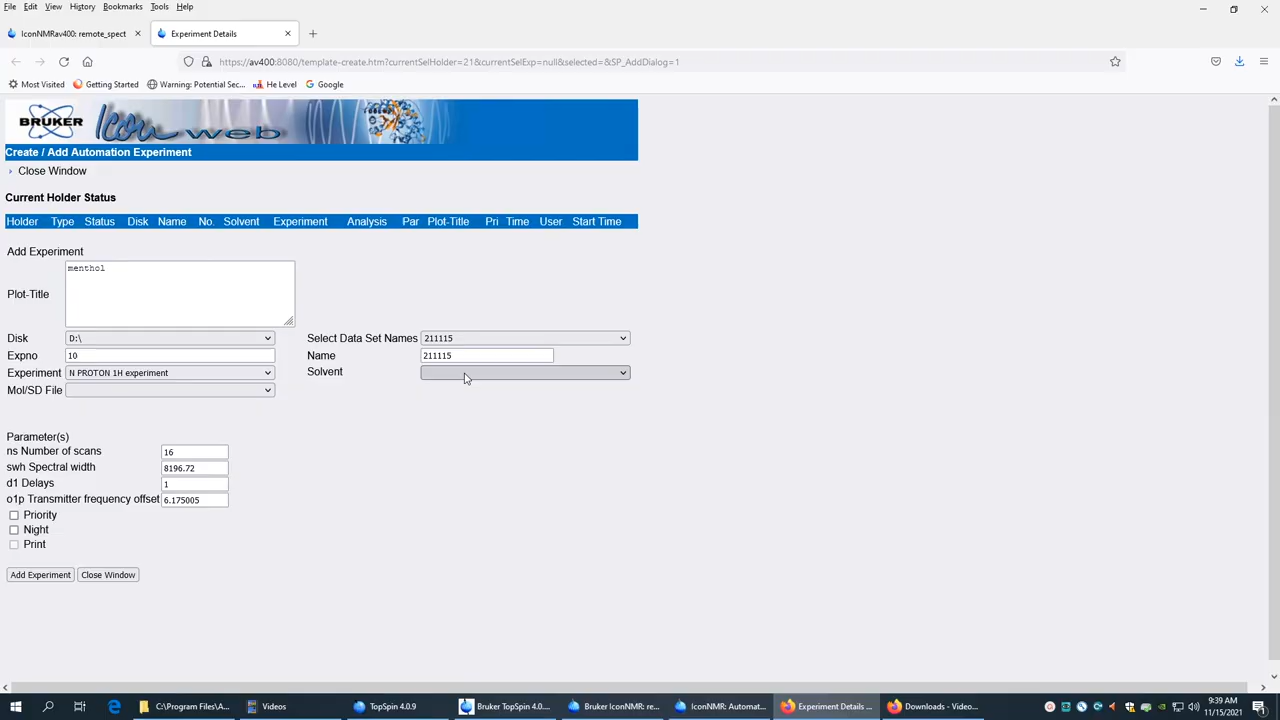 File Edit View History Bookmarks Tools Help
IconNMRav400: remote_spect × Experiment Details × +
https://av400:8080/template-create.htm?currentSelHolder=21&currentSelExp=null&selected=&SP_AddDialog=1
Most Visited Getting Started Warning: Potential Sec... He Level Google
BRUKER Icon web
Create / Add Automation Experiment
Close Window
Current Holder Status
Holder Type Status Disk Name No. Solvent Experiment Analysis Par Plot-Title Pri Time User Start Time
Add Experiment
Plot-Title menthol
Disk D:\ Select Data Set Names 211115
Expno 10 Name 211115
Experiment N PROTON 1H experiment Solvent
Mol/SD File
Parameter(s)
ns Number of scans 16
swh Spectral width 8196.72
d1 Delays 1
o1p Transmitter frequency offset 6.175005
Priority
Night
Print
Add Experiment Close Window
C:\Program Files\A... Videos TopSpin 4.0.9 Bruker TopSpin 4.0.... Bruker IconNMR: re... IconNMR: Automat... Experiment Details ... Downloads - Video...
9:39 AM
11/15/2021